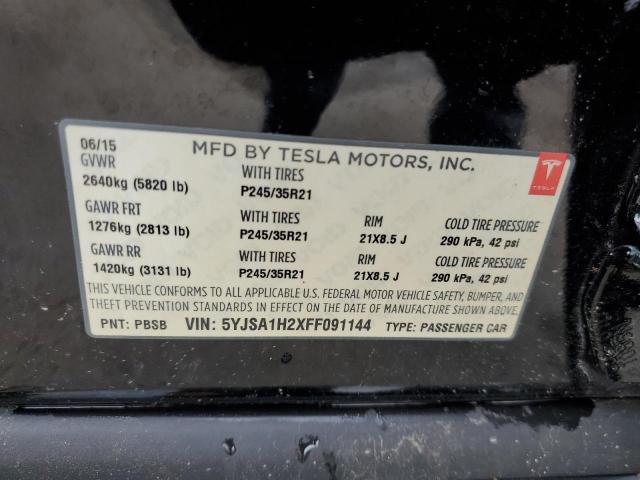 06/15
MFD BY TESLA MOTORS, INC.
TESLA
GVWR
2640kg (5820 lb)
WITH TIRES
P245/35R21
GAWR FRT
1276kg (2813 lb)
WITH TIRES
P245/35R21
RIM
21X8.5 J
COLD TIRE PRESSURE
290 kPa, 42 psi
GAWR RR
1420kg (3131 lb)
WITH TIRES
P245/35R21
RIM
21X8.5 J
COLD TIRE PRESSURE
290 kPa, 42 psi
THIS VEHICLE CONFORMS TO ALL APPLICABLE U.S. FEDERAL MOTOR VEHICLE SAFETY, BUMPER, AND
THEFT PREVENTION STANDARDS IN EFFECT ON THE DATE OF MANUFACTURE SHOWN ABOVE.
PNT: PBSB VIN: 5YJSA1H2XFF091144 TYPE: PASSENGER CAR